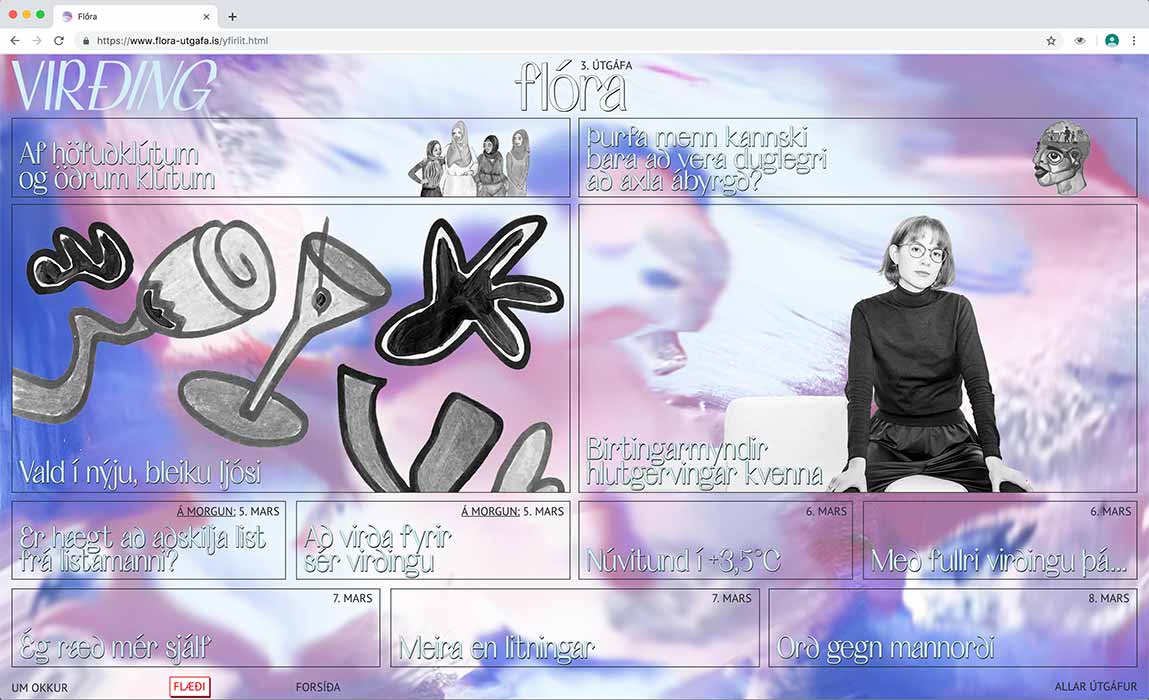 Flóra
https://www.flora-utgafa.is/yfirlit.html
VIRÐING
3. ÚTGÁFA
flóra
Af höfuðklútum
og öðrum klútum
Þurfa menn kannski
bara að vera duglegri
að axla ábyrgð?
Vald í nýju, bleiku ljósi
Birtingarmyndir
hlutgervingar kvenna
Á MORGUN: 5. MARS
Er hægt að aðskilja list
frá listamanni?
Á MORGUN: 5. MARS
Að virða fyrir
sér virðingu
6. MARS
Núvitund í +3,5°C
6. MARS
Með fullri virðingu þá...
7. MARS
Ég ræð mér sjálf
7. MARS
Meira en litningar
8. MARS
Orð gegn mannorði
UM OKKUR
FLÆÐI
FORSÍÐA
ALLAR ÚTGÁFUR